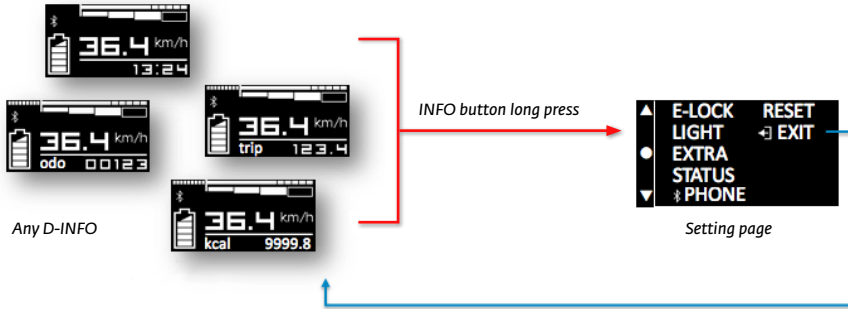 36.4 km/h
13:24
36.4 km/h
odo 00123
36.4 km/h
trip 123.4
36.4 km/h
kcal 9999.8
Any D-INFO
INFO button long press
E-LOCK RESET
LIGHT EXIT
EXTRA
STATUS
PHONE
Setting page